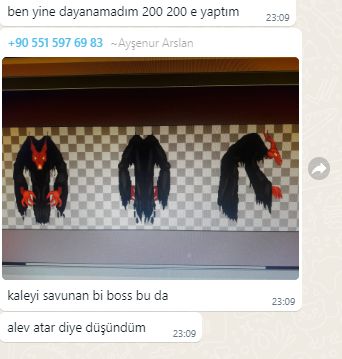 ben yine dayanamadım 200 200 e yaptım
23:09
+90 551 597 69 83 ~Ayşenur Arslan
kaleyi savunan bi boss bu da
23:09
alev atar diye düşündüm
23:09